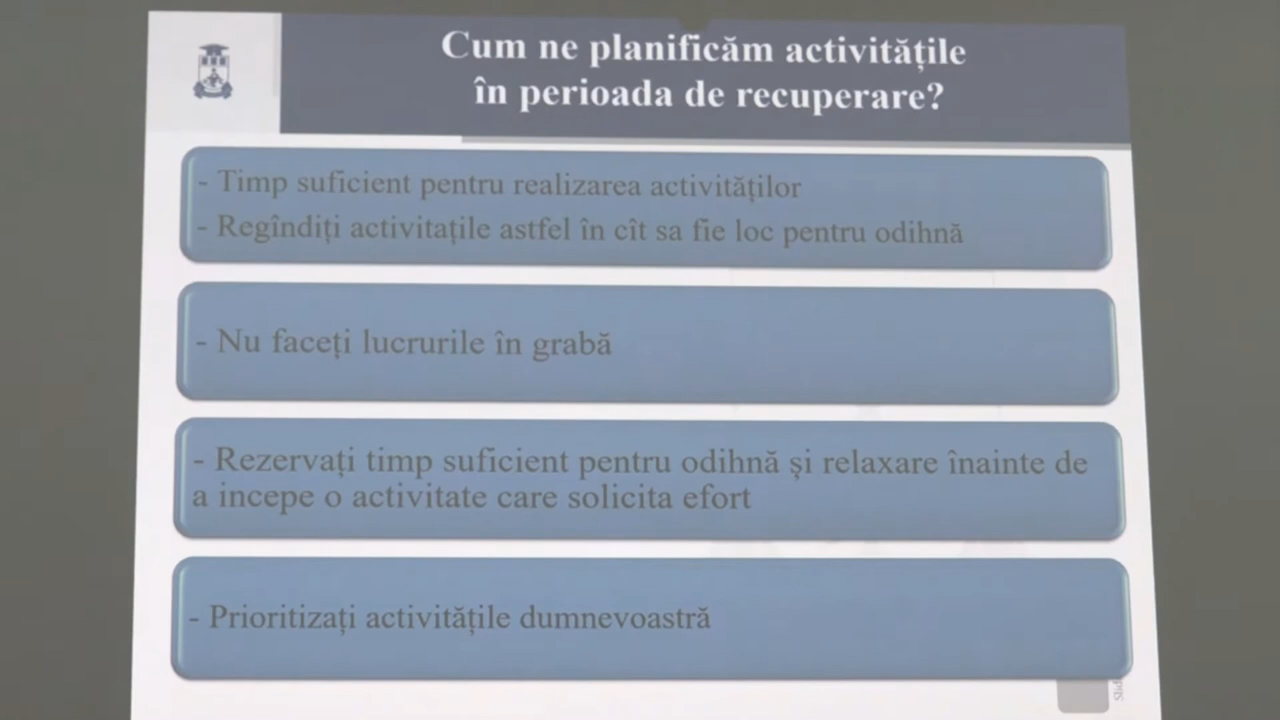 Cum ne planificăm activitățile
în perioada de recuperare?
- Timp suficient pentru realizarea activităților
- Regîndiți activitațile astfel în cît sa fie loc pentru odihnă
- Nu faceți lucrurile în grabă
- Rezervați timp suficient pentru odihnă și relaxare înainte de
a incepe o activitate care solicita efort
- Prioritizați activitățile dumnevoastră